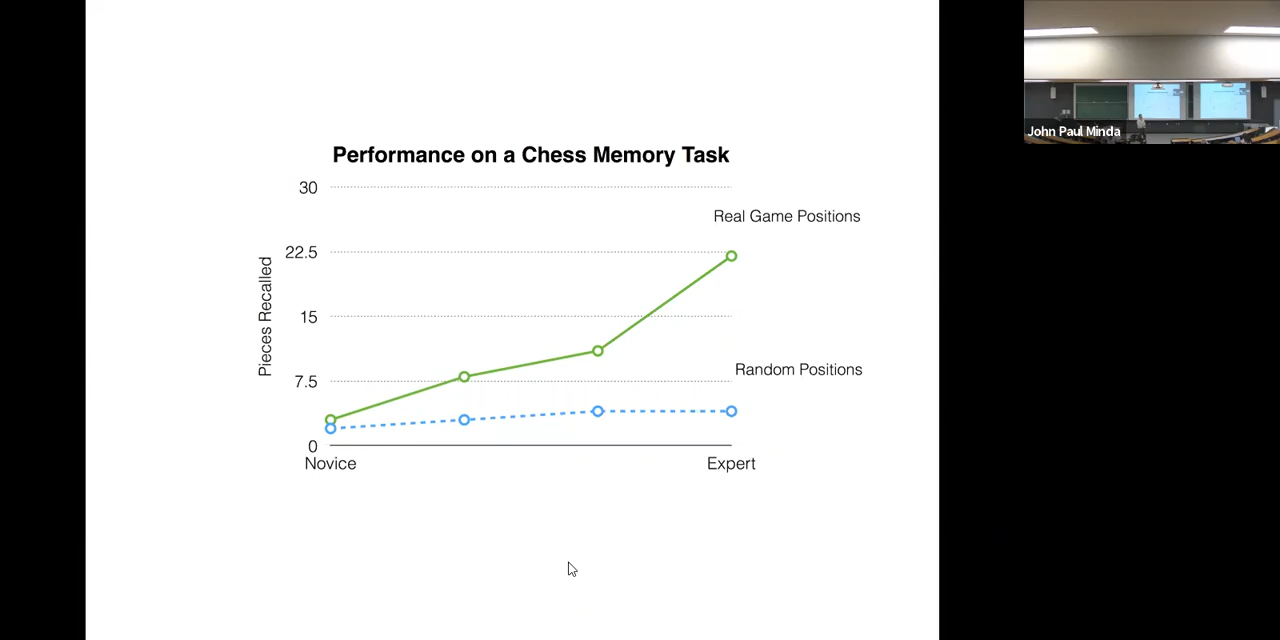 Performance on a Chess Memory Task
30
Real Game Positions
22.5
Pieces Recalled
15
Random Positions
7.5
0
Novice
Expert
John Paul Minda